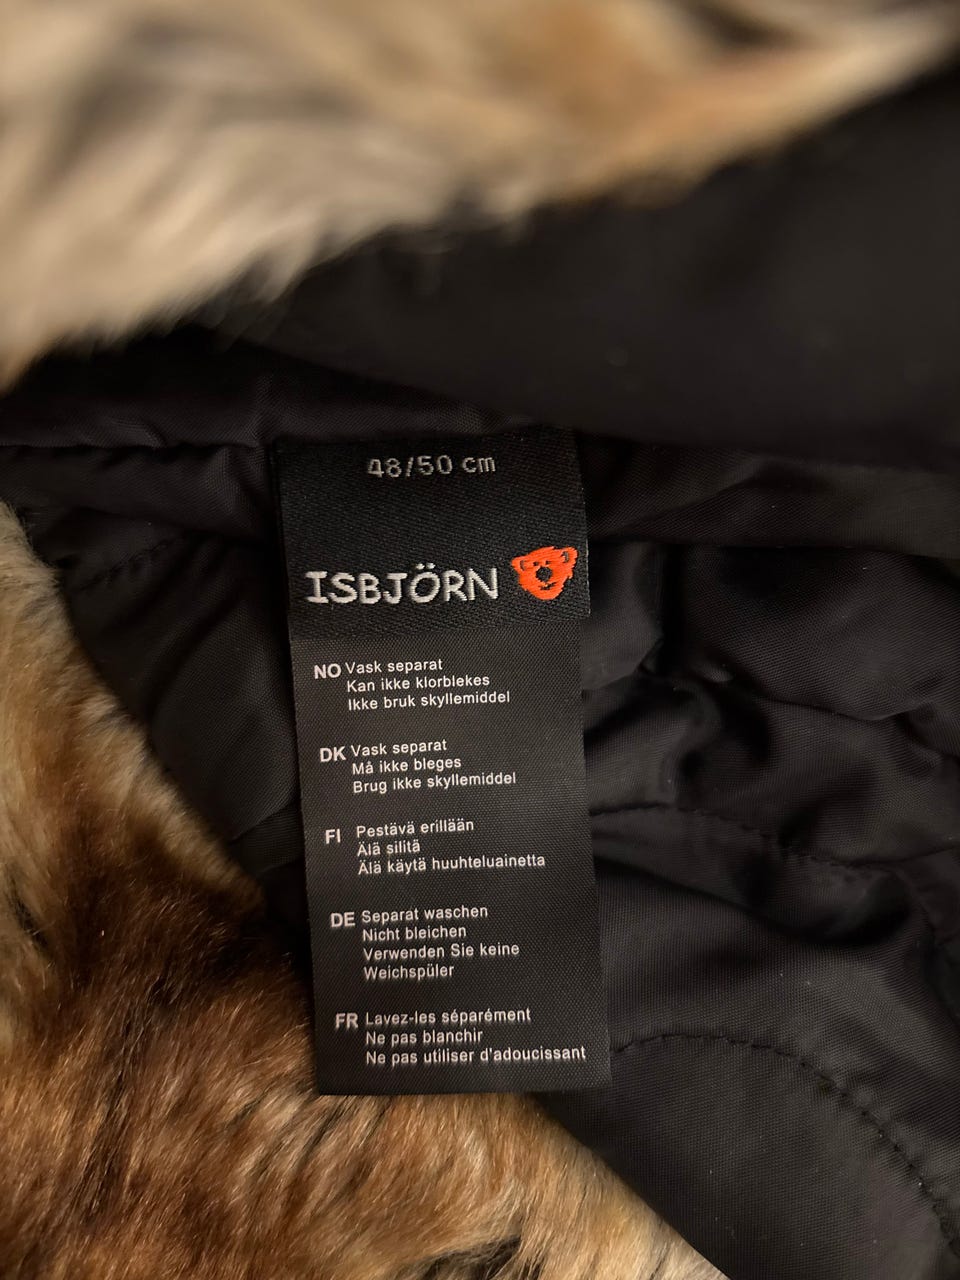 48/50 cm
ISBJÖRN
NO Vask separat
Kan ikke klorblekes
Ikke bruk skyllemiddel
DK Vask separat
Må ikke bleges
Brug ikke skyllemiddel
FI Pestävä erillään
Älä silitä
Älä käytä huuhteluainetta
DE Separat waschen
Nicht bleichen
Verwenden Sie keine
Weichspüler
FR Lavez-les séparément
Ne pas blanchir
Ne pas utiliser d'adoucissant